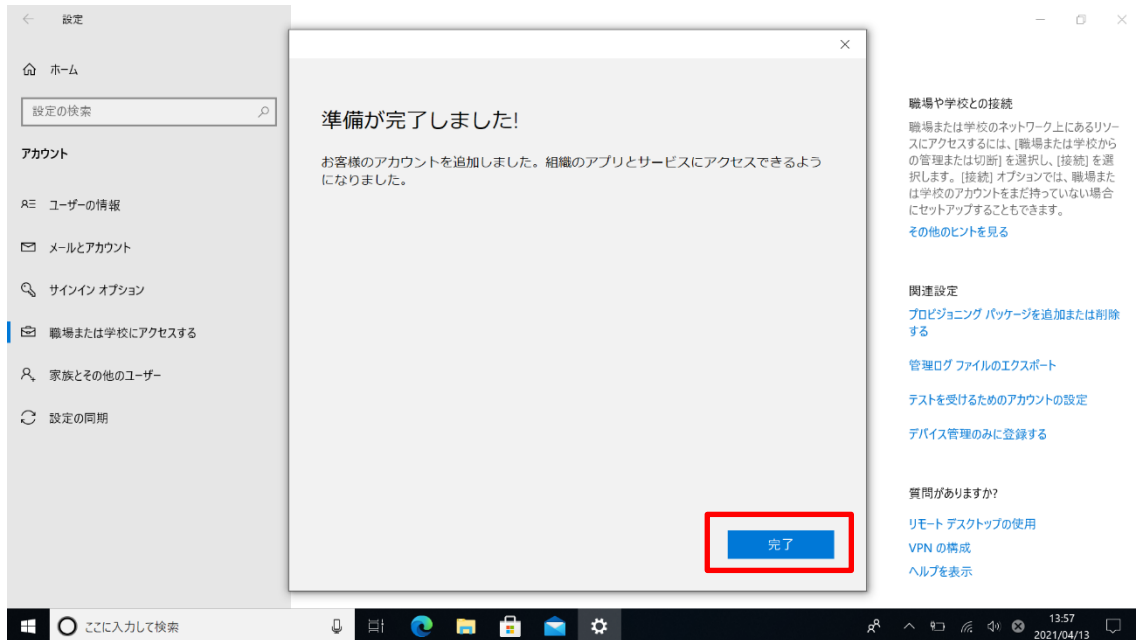 設定
ホーム
設定の検索
アカウント
ユーザーの情報
メールとアカウント
サインイン オプション
職場または学校にアクセスする
家族とその他のユーザー
設定の同期
準備が完了しました!
お客様のアカウントを追加しました。組織のアプリとサービスにアクセスできるよう
になりました。
完了
職場や学校との接続
職場または学校のネットワーク上にあるリソー
スにアクセスするには、[職場または学校から
の管理または切断] を選択し、[接続] を選
択します。[接続] オプションでは、職場また
は学校のアカウントをまだ持っていない場合
にセットアップすることもできます。
その他のヒントを見る
関連設定
プロビジョニング パッケージを追加または削除
する
管理ログ ファイルのエクスポート
テストを受けるためのアカウントの設定
デバイス管理のみに登録する
質問がありますか?
リモート デスクトップの使用
VPN の構成
ヘルプを表示
ここに入力して検索
13:57
2021/04/13